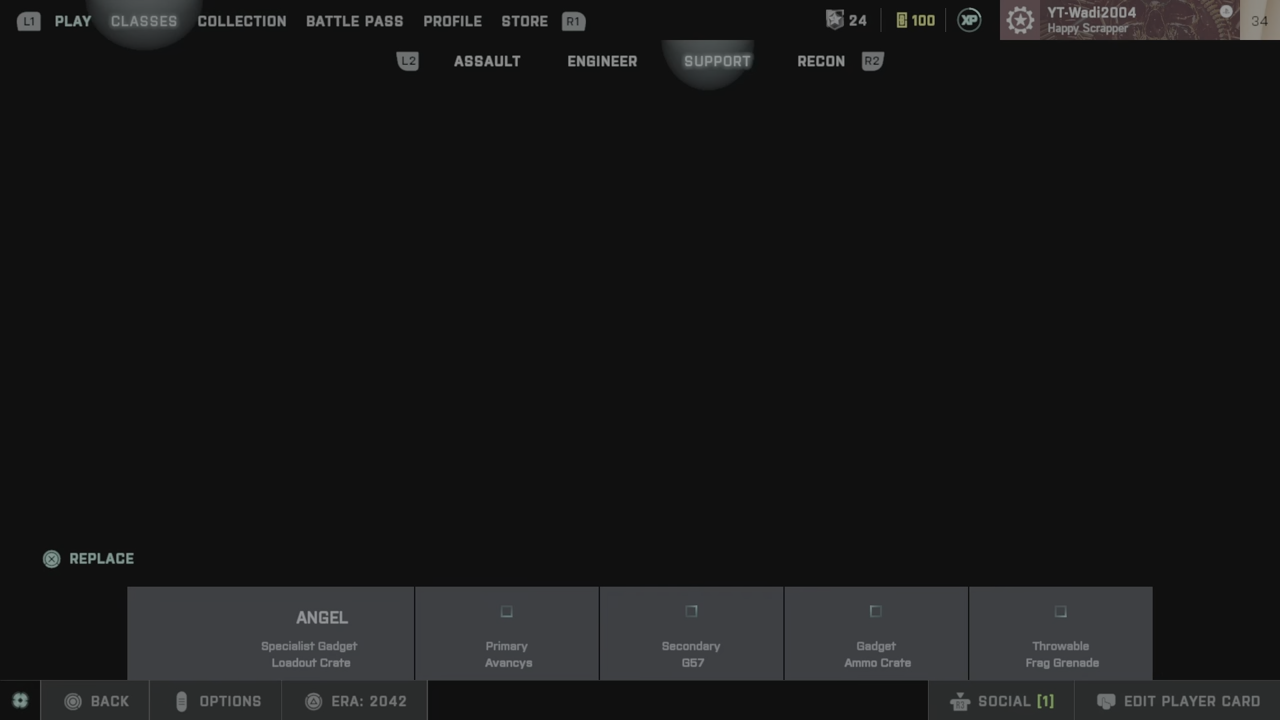 L1 PLAY CLASSES COLLECTION BATTLE PASS PROFILE STORE R1 24 100 XP YT-Wadi2004 34
Happy Scrapper
L2 ASSAULT ENGINEER SUPPORT RECON R2
REPLACE
ANGEL
Specialist Gadget Primary Secondary Gadget Throwable
Loadout Crate Avancys G57 Ammo Crate Frag Grenade
BACK OPTIONS ERA: 2042 R3 SOCIAL [1] EDIT PLAYER CARD